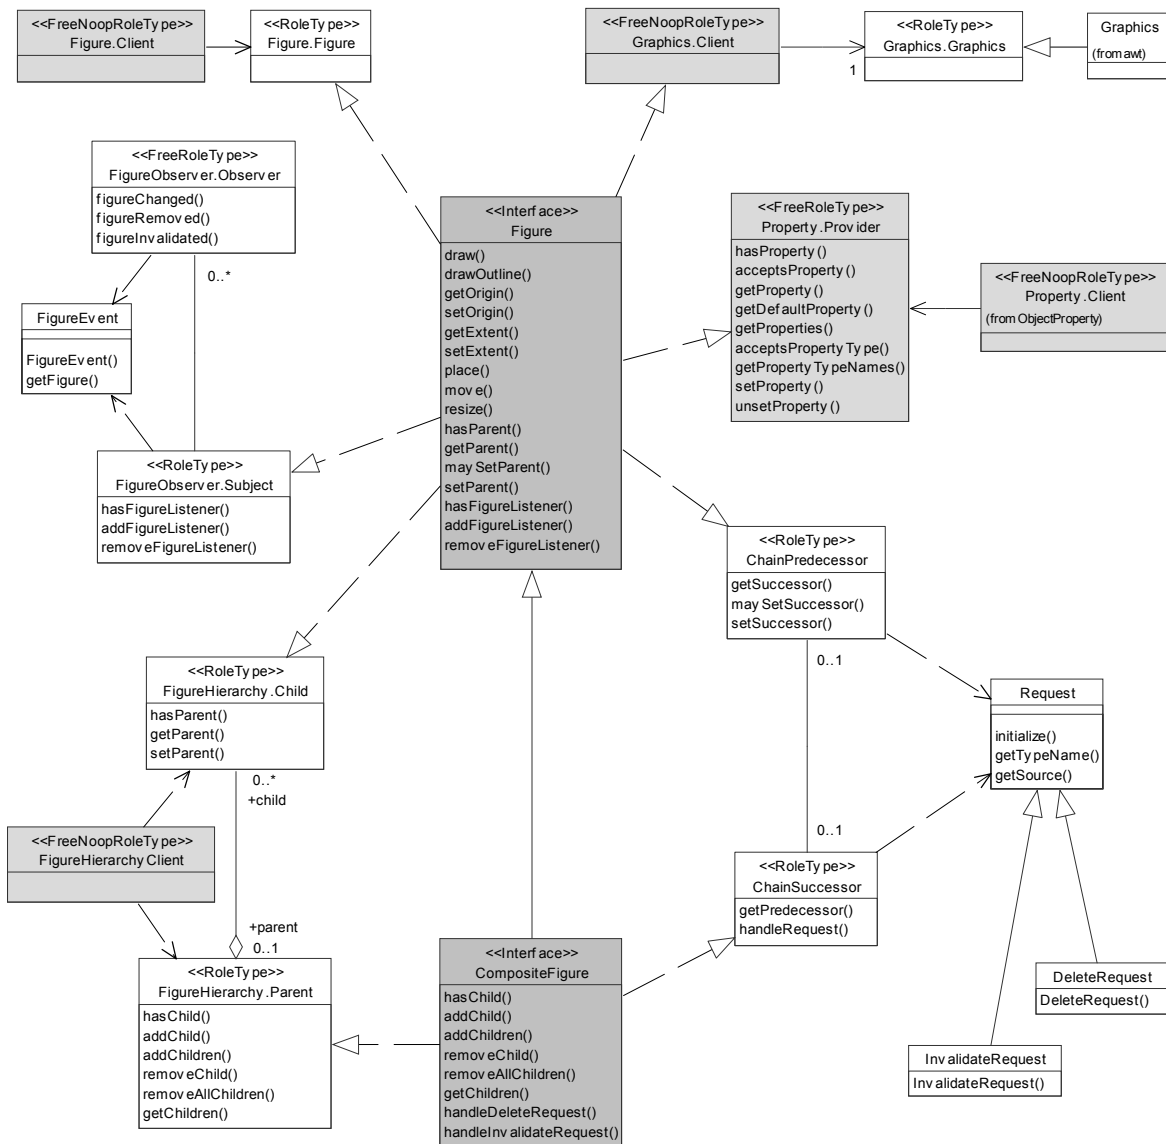 <<FreeNoopRoleType>>
Figure.Client
<<RoleType>>
Figure.Figure
<<FreeNoopRoleType>>
Graphics.Client
1
<<RoleType>>
Graphics.Graphics
Graphics
(from awt)
<<FreeRoleType>>
FigureObserver.Observer
figureChanged()
figureRemoved()
figureInvalidated()
0..*
FigureEvent
FigureEvent()
getFigure()
<<RoleType>>
FigureObserver.Subject
hasFigureListener()
addFigureListener()
removeFigureListener()
<<Interface>>
Figure
draw()
drawOutline()
getOrigin()
setOrigin()
getExtent()
setExtent()
place()
move()
resize()
hasParent()
getParent()
maySetParent()
setParent()
hasFigureListener()
addFigureListener()
removeFigureListener()
<<FreeRoleType>>
Property.Provider
hasProperty()
acceptsProperty()
getProperty()
getDefaultProperty()
getProperties()
acceptsPropertyType()
getPropertyTypeNames()
setProperty()
unsetProperty()
<<FreeNoopRoleType>>
Property.Client
(from ObjectProperty)
<<RoleType>>
ChainPredecessor
getSuccessor()
maySetSuccessor()
setSuccessor()
0..1
0..1
<<RoleType>>
ChainSuccessor
getPredecessor()
handleRequest()
Request
initialize()
getTypeName()
getSource()
<<RoleType>>
FigureHierarchy.Child
hasParent()
getParent()
setParent()
0..*
+child
<<FreeNoopRoleType>>
FigureHierarchyClient
+parent
0..1
<<RoleType>>
FigureHierarchy.Parent
hasChild()
addChild()
addChildren()
removeChild()
removeAllChildren()
getChildren()
<<Interface>>
CompositeFigure
hasChild()
addChild()
addChildren()
removeChild()
removeAllChildren()
getChildren()
handleDeleteRequest()
handleInvalidateRequest()
DeleteRequest
DeleteRequest()
InvalidateRequest
InvalidateRequest()